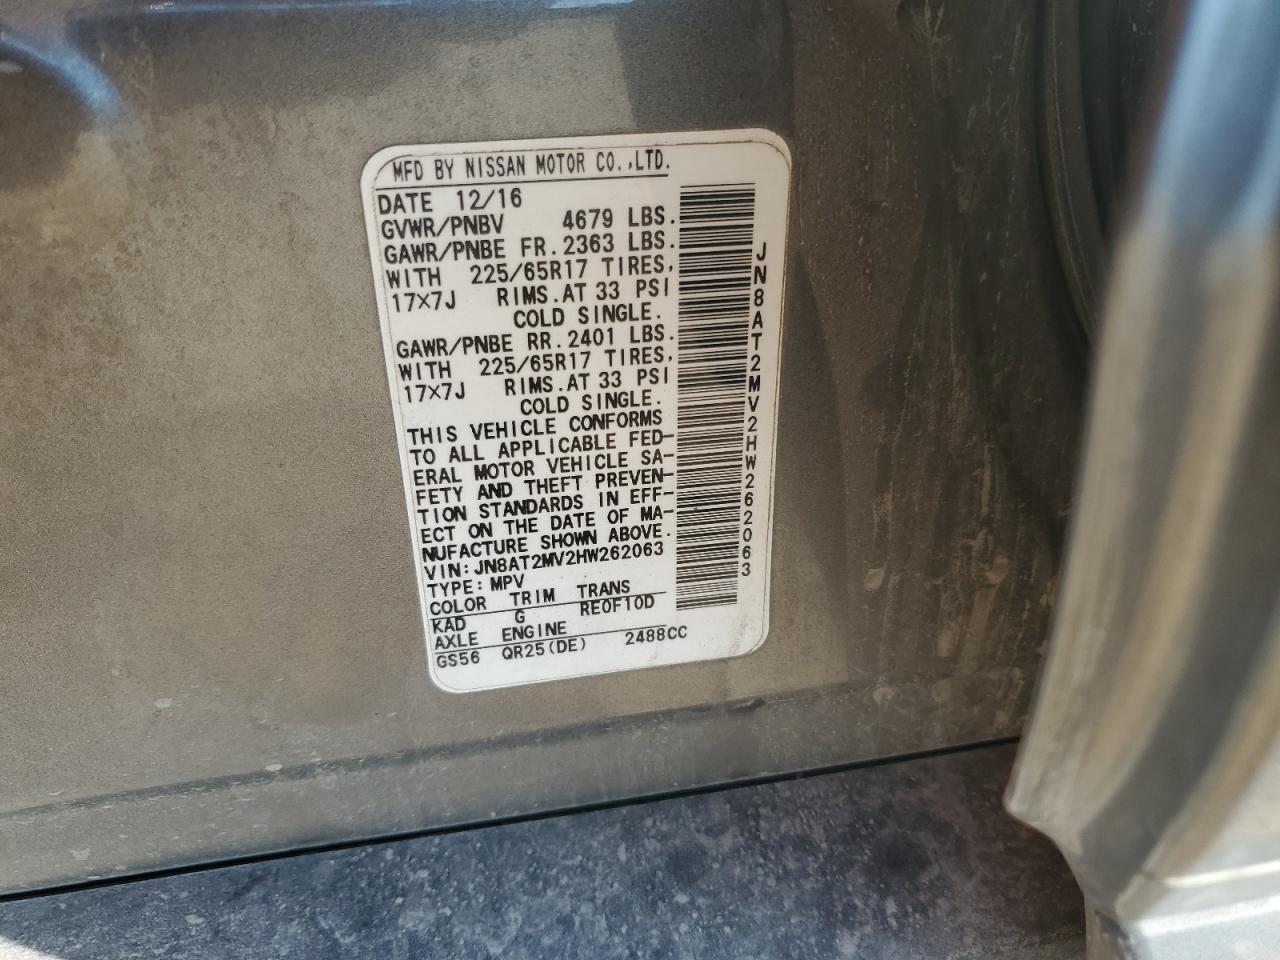 MFD BY NISSAN MOTOR CO.,LTD.
DATE 12/16
GVWR/PNBV 4679 LBS.
GAWR/PNBE FR.2363 LBS.
WITH 225/65R17 TIRES,
17×7J RIMS.AT 33 PSI
COLD SINGLE.
GAWR/PNBE RR.2401 LBS.
WITH 225/65R17 TIRES,
17×7J RIMS.AT 33 PSI
COLD SINGLE.
THIS VEHICLE CONFORMS
TO ALL APPLICABLE FED-
ERAL MOTOR VEHICLE SA-
FETY AND THEFT PREVEN-
TION STANDARDS IN EFF-
ECT ON THE DATE OF MA-
NUFACTURE SHOWN ABOVE.
VIN:JN8AT2MV2HW262063
TYPE:MPV
COLOR TRIM TRANS
KAD G RE0F10D
AXLE ENGINE
GS56 QR25(DE) 2488CC
JN8AT2MV2HW262063